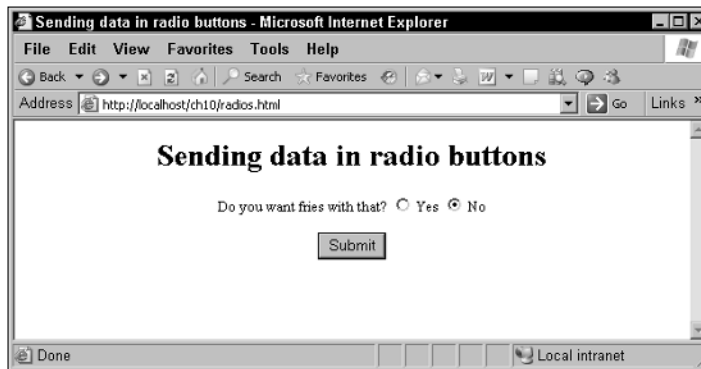 Sending data in radio buttons - Microsoft Internet Explorer
File Edit View Favorites Tools Help
Back Search Favorites
Address http://localhost/ch10/radios.html Go Links »
Sending data in radio buttons
Do you want fries with that? Yes No
Submit
Done Local intranet